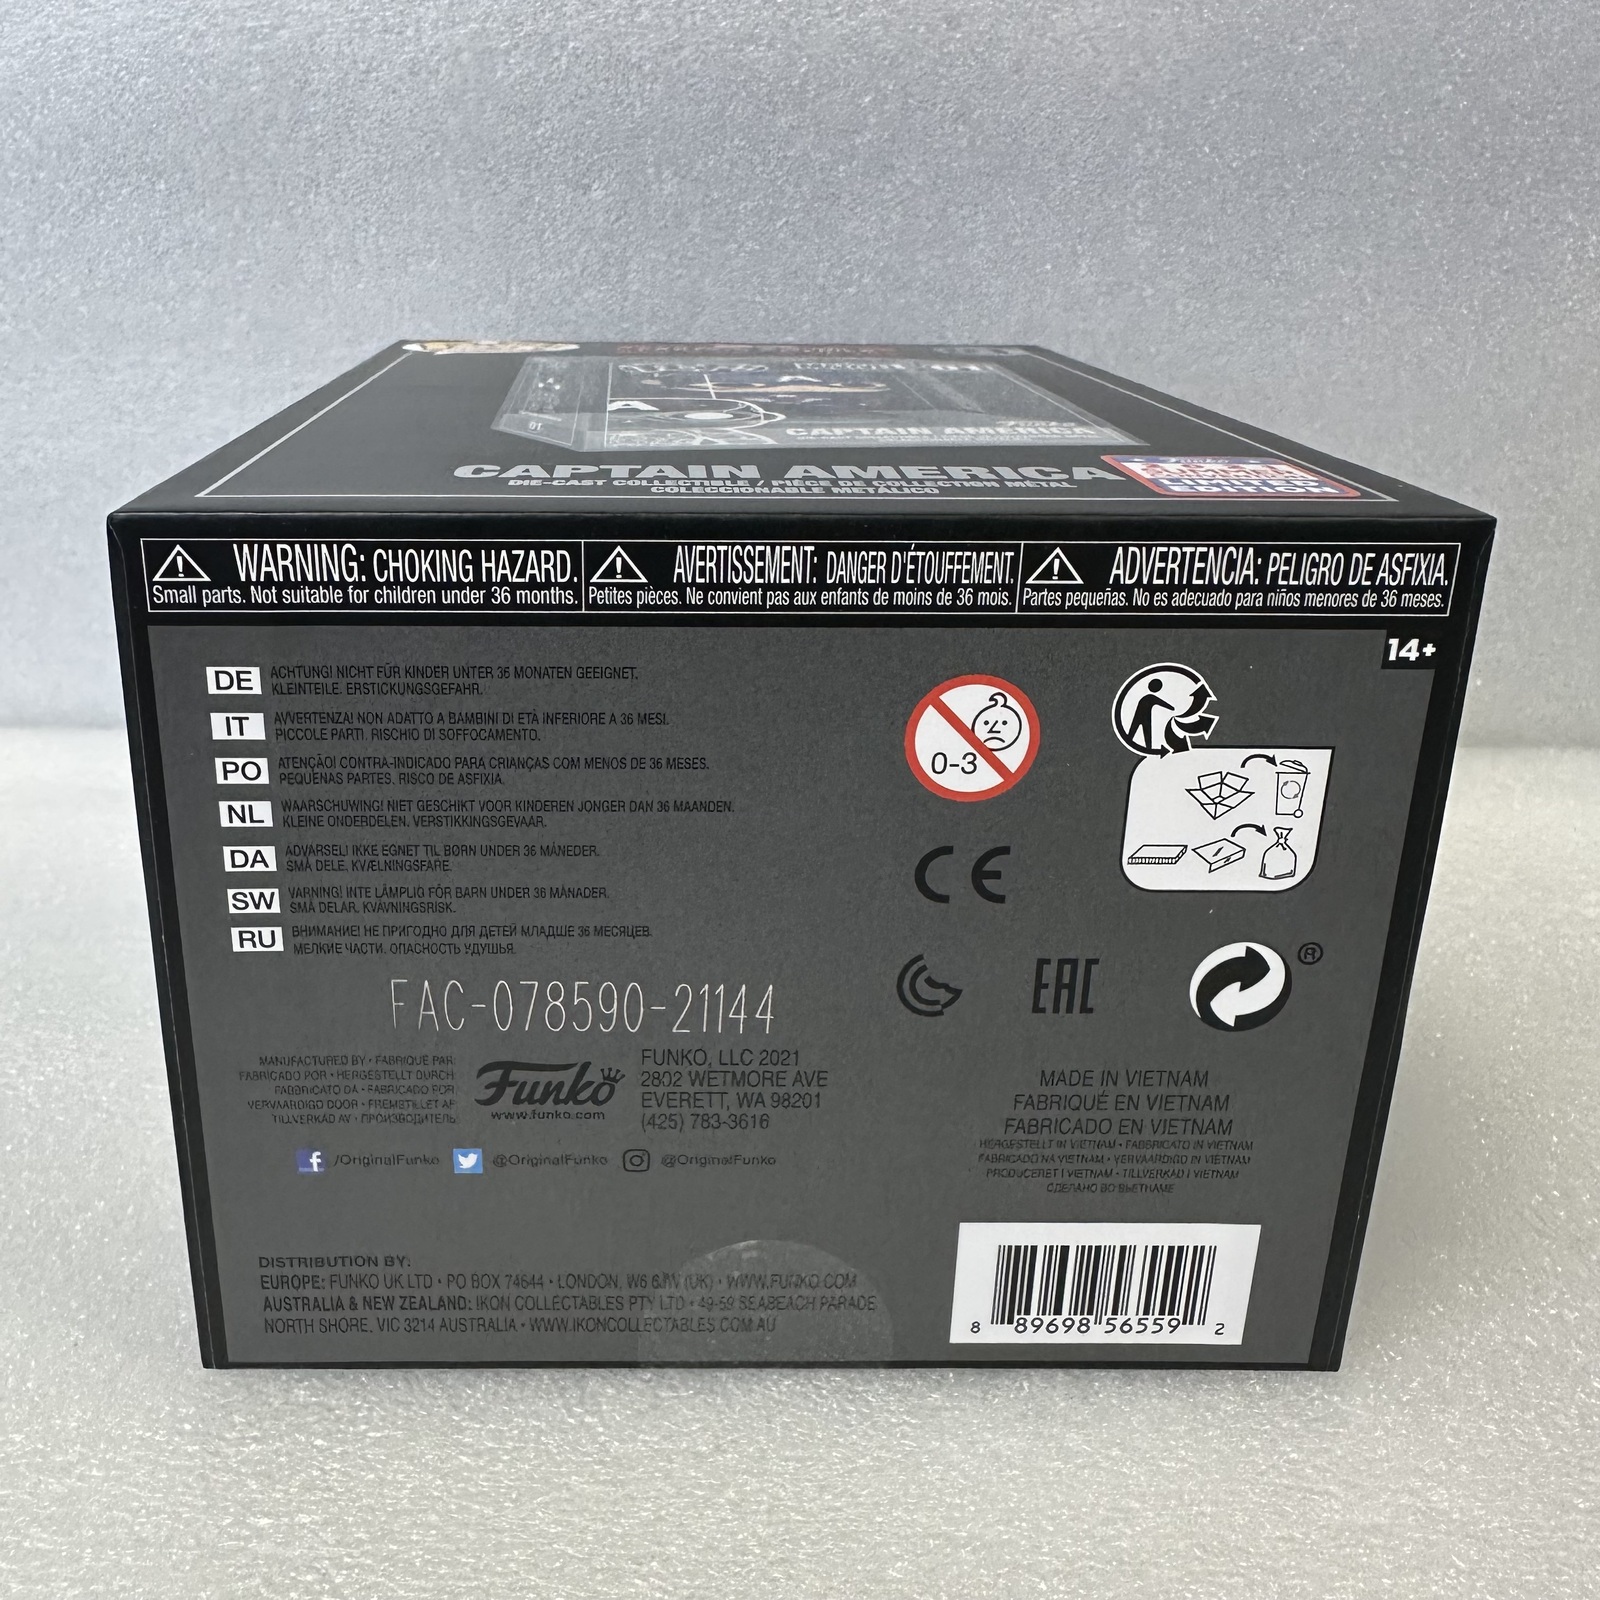 A
A
01
CAPTAIN AMERICA
Funko
CAPTAIN AMERICA
DIE-CAST COLLECTIBLE / PIÈCE DE COLLECTION MÉTAL
COLECCIONABLE METÁLICO
LIMITED
EDITION
WARNING: CHOKING HAZARD.
Small parts. Not suitable for children under 36 months.
AVERTISSEMENT: DANGER D'ÉTOUFFEMENT.
Petites pièces. Ne convient pas aux enfants de moins de 36 mois.
ADVERTENCIA: PELIGRO DE ASFIXIA.
Partes pequeñas. No es adecuado para niños menores de 36 meses.
14+
DE ACHTUNG! NICHT FÜR KINDER UNTER 36 MONATEN GEEIGNET.
KLEINTEILE. ERSTICKUNGSGEFAHR.
IT AVVERTENZA! NON ADATTO A BAMBINI DI ETÀ INFERIORE A 36 MESI.
PICCOLE PARTI. RISCHIO DI SOFFOCAMENTO.
PO ATENÇÃO! CONTRA-INDICADO PARA CRIANÇAS COM MENOS DE 36 MESES.
PEQUENAS PARTES. RISCO DE ASFIXIA.
NL WAARSCHUWING! NIET GESCHIKT VOOR KINDEREN JONGER DAN 36 MAANDEN.
KLEINE ONDERDELEN. VERSTIKKINGSGEVAAR.
DA ADVARSEL! IKKE EGNET TIL BØRN UNDER 36 MÅNEDER.
SMÅ DELE. KVÆLNINGSFARE.
SW VARNING! INTE LÄMPLIG FÖR BARN UNDER 36 MÅNADER.
SMÅ DELAR. KVÄVNINGSRISK.
RU ВНИМАНИЕ! НЕ ПРИГОДНО ДЛЯ ДЕТЕЙ МЛАДШЕ 36 МЕСЯЦЕВ.
МЕЛКИЕ ЧАСТИ. ОПАСНОСТЬ УДУШЬЯ.
0-3
CE
EAC
®
FAC-078590-21144
MANUFACTURED BY • FABRIQUÉ PAR:
FABRICADO POR • HERGESTELLT DURCH:
FABBRICATO DA • FABRICADO POR:
VERVAARDIGD DOOR • FREMSTILLET AF:
TILLVERKAD AV • ПРОИЗВОДИТЕЛЬ:
Funko
www.funko.com
FUNKO, LLC 2021
2802 WETMORE AVE
EVERETT, WA 98201
(425) 783-3616
/OriginalFunko @OriginalFunko @OriginalFunko
MADE IN VIETNAM
FABRIQUÉ EN VIETNAM
FABRICADO EN VIETNAM
HERGESTELLT IN VIETNAM • FABBRICATO IN VIETNAM
FABRICADO NA VIETNAM • VERVAARDIGD IN VIETNAM
PRODUCERET I VIETNAM • TILLVERKAD I VIETNAM
СДЕЛАНО ВО ВЬЕТНАМЕ
DISTRIBUTION BY:
EUROPE: FUNKO UK LTD • PO BOX 74644 • LONDON, W6 (UK) • WWW.FUNKO.COM
AUSTRALIA & NEW ZEALAND: IKON COLLECTABLES PTY LTD • 49-59 SEABEACH PARADE
NORTH SHORE, VIC 3214 AUSTRALIA • WWW.IKONCOLLECTABLES.COM.AU
8 89698 56559 2